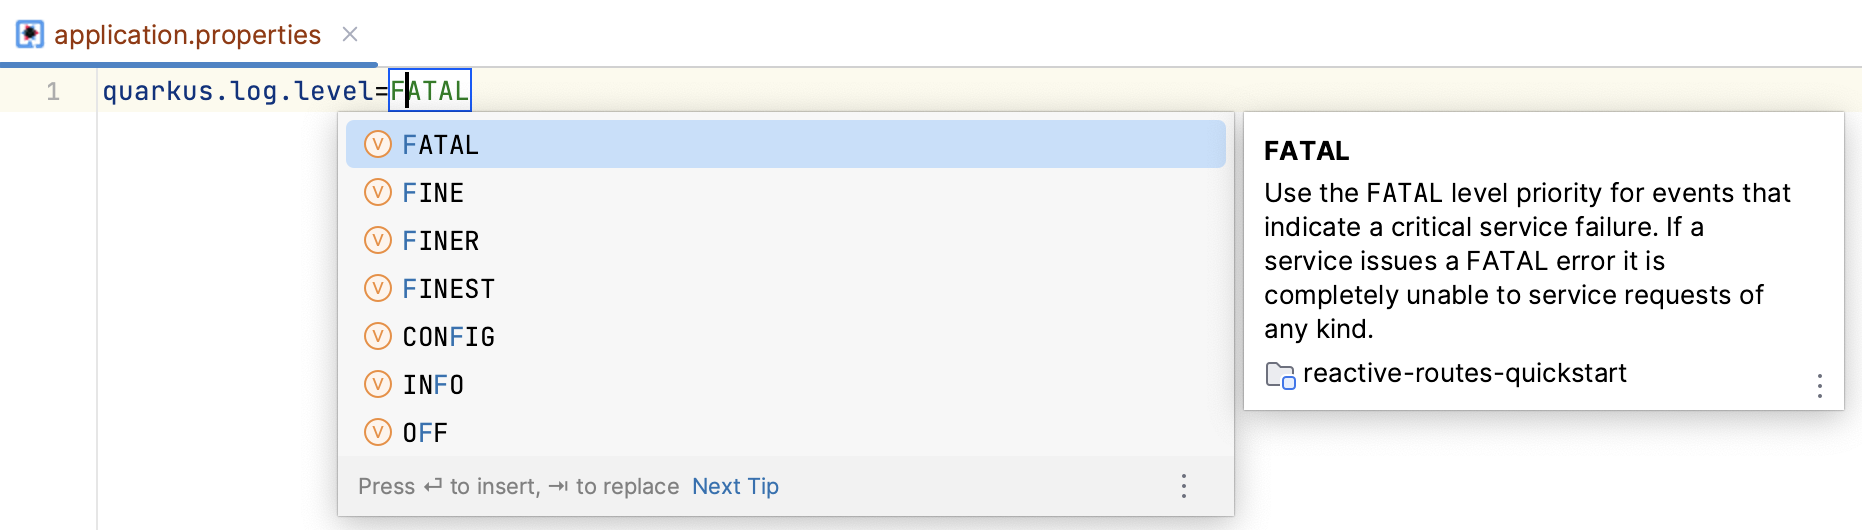 application.properties
1 quarkus.log.level=FATAL
FATAL
FINE
FINER
FINEST
CONFIG
INFO
OFF
Press ↵ to insert, ⇥ to replace Next Tip
FATAL
Use the FATAL level priority for events that
indicate a critical service failure. If a
service issues a FATAL error it is
completely unable to service requests of
any kind.
reactive-routes-quickstart